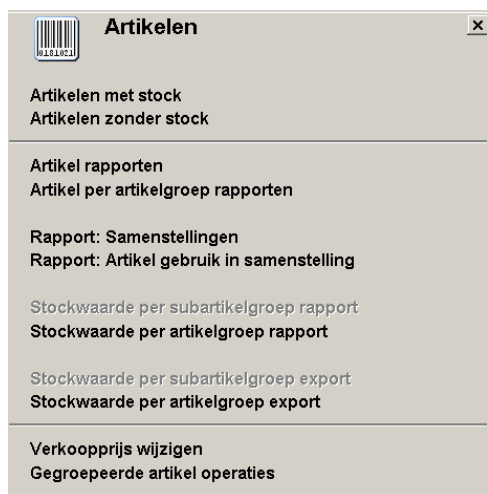 Artikelen
Artikelen met stock
Artikelen zonder stock
Artikel rapporten
Artikel per artikelgroep rapporten
Rapport: Samenstellingen
Rapport: Artikel gebruik in samenstelling
Stockwaarde per subartikelgroep rapport
Stockwaarde per artikelgroep rapport
Stockwaarde per subartikelgroep export
Stockwaarde per artikelgroep export
Verkoopprijs wijzigen
Gegroepeerde artikel operaties